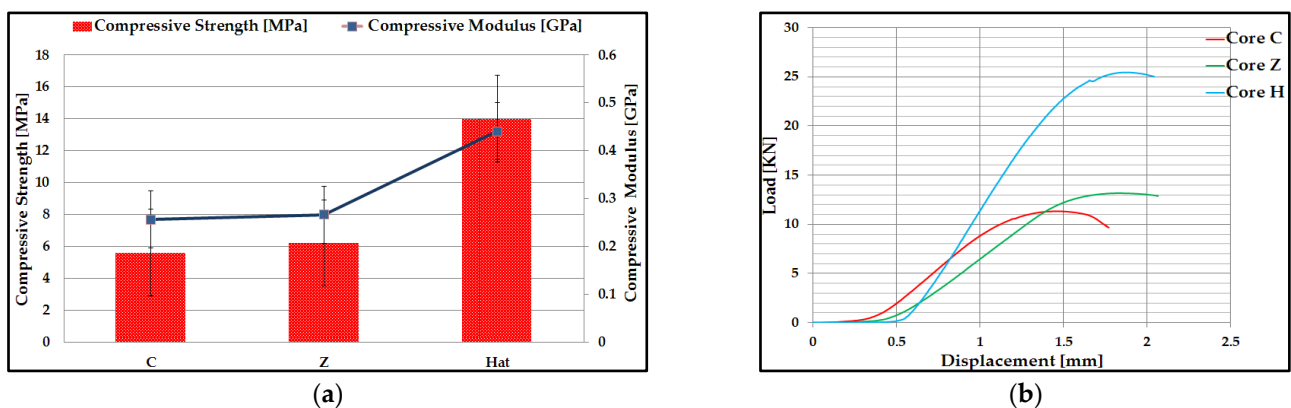 Compressive Strength [MPa] Compressive Modulus [GPa]
Compressive Strength [MPa]
18
16
14
12
10
8
6
4
2
0
Compressive Modulus [GPa]
0.6
0.5
0.4
0.3
0.2
0.1
0
C Z Hat
(a)
Load [KN]
30
25
20
15
10
5
0
Core C
Core Z
Core H
0 0.5 1 1.5 2 2.5
Displacement [mm]
(b)